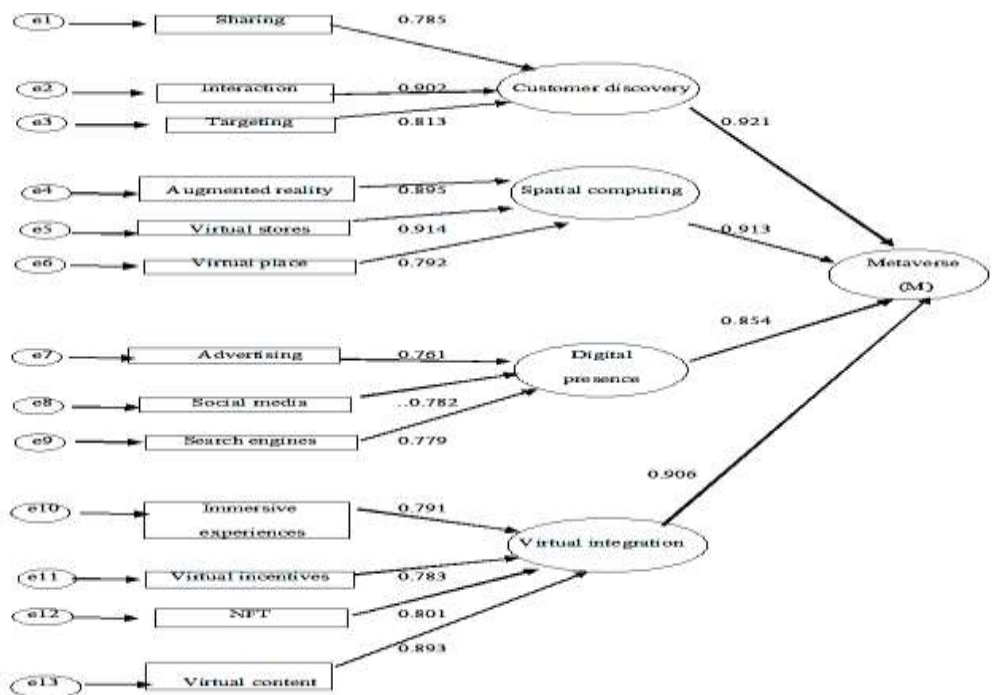 e1
Sharing
0.785
e2
Interaction
0.902
Customer discovery
e3
Targeting
0.813
0.921
e4
Augmented reality
0.895
Spatial computing
e5
Virtual stores
0.914
0.913
e6
Virtual place
0.792
Metaverse
(M)
0.854
e7
Advertising
0.761
Digital
presence
e8
Social media
..0.782
e9
Search engines
0.779
0.906
e10
Immersive
experiences
0.791
Virtual integration
e11
Virtual incentives
0.783
e12
NFT
0.801
0.893
e13
Virtual content